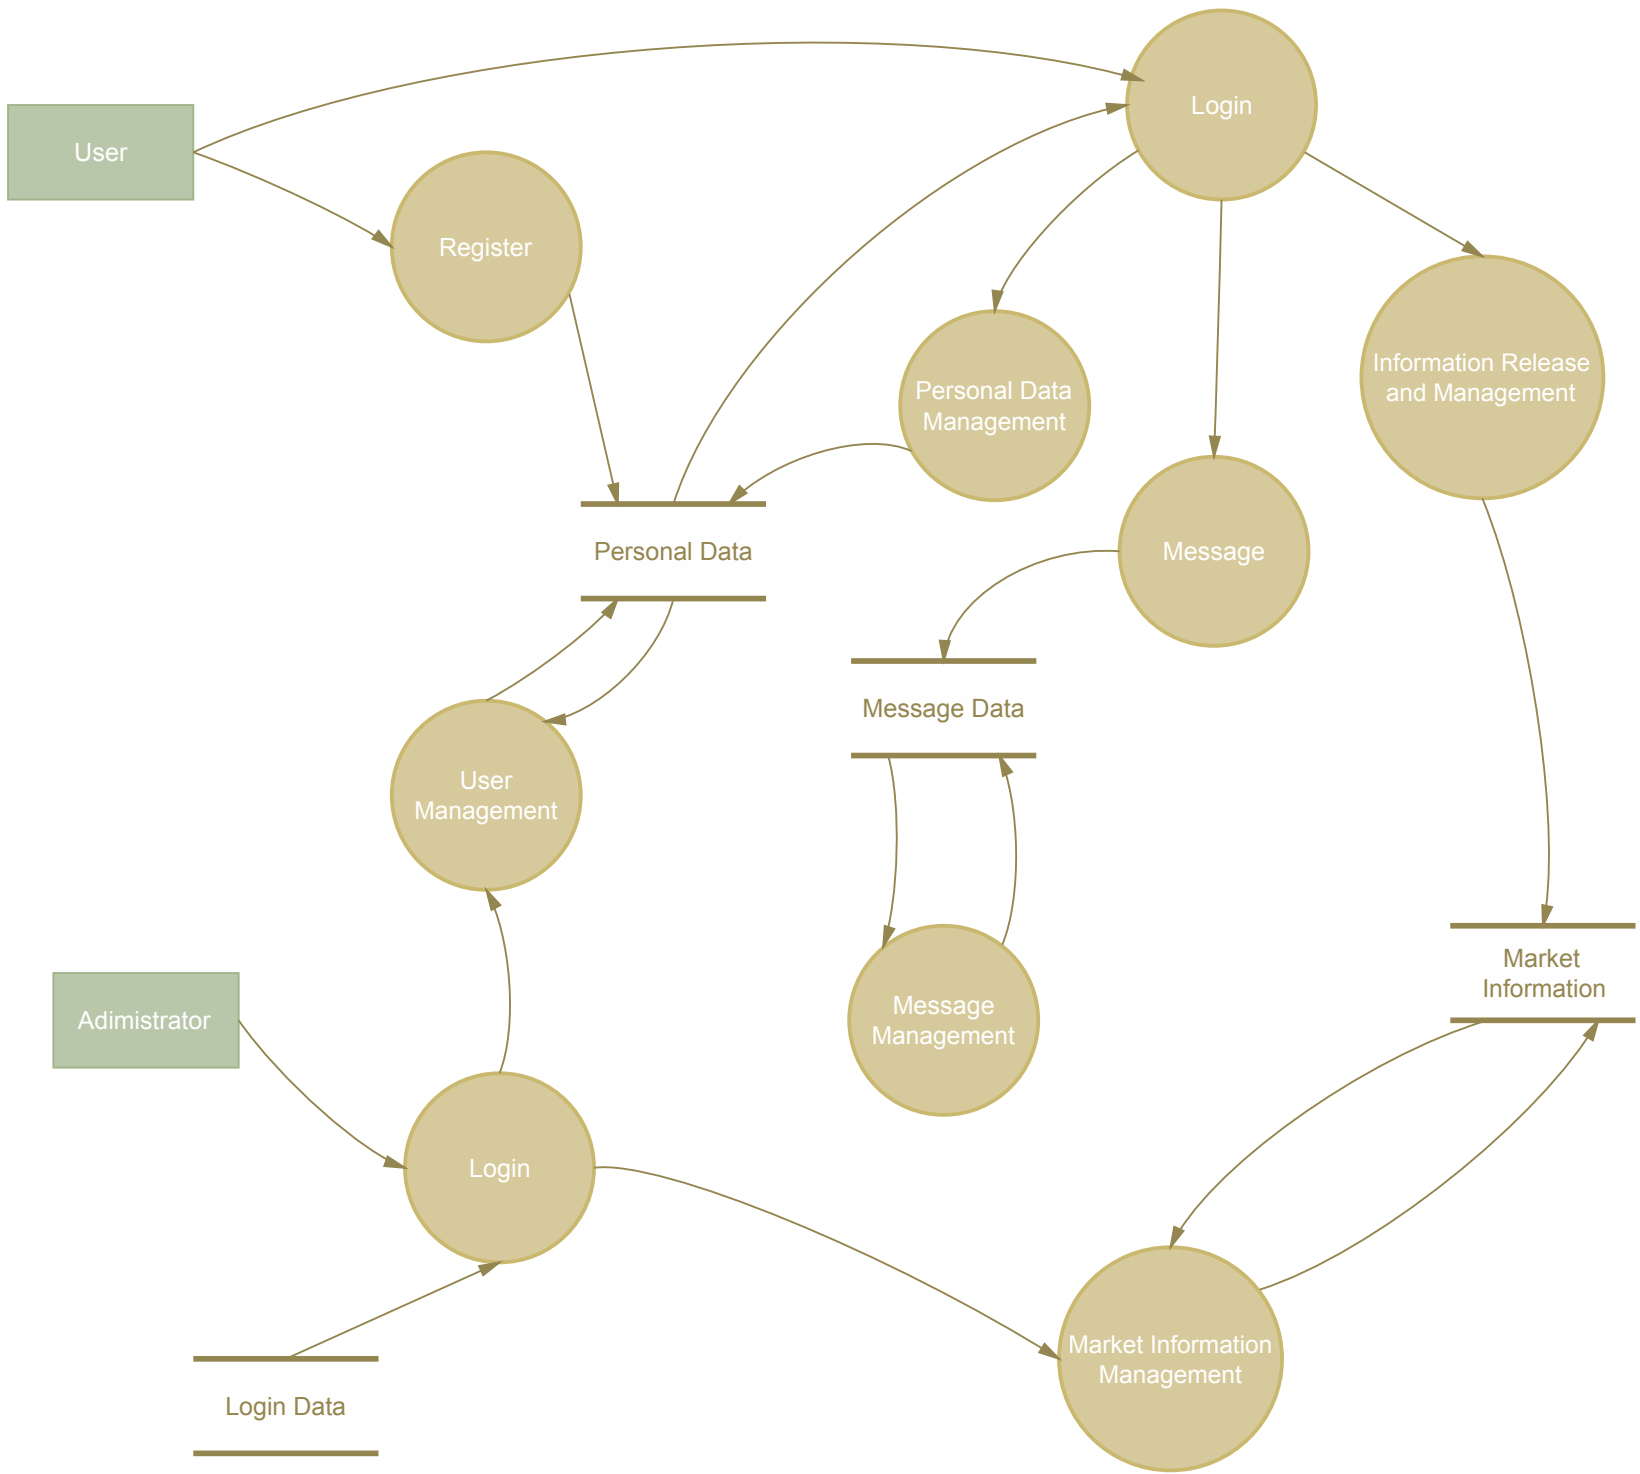 Login
User
Register
Information Release
and Management
Personal Data
Management
Personal Data
Message
Message Data
User
Management
Market
Information
Message
Management
Adimistrator
Login
Market Information
Management
Login Data